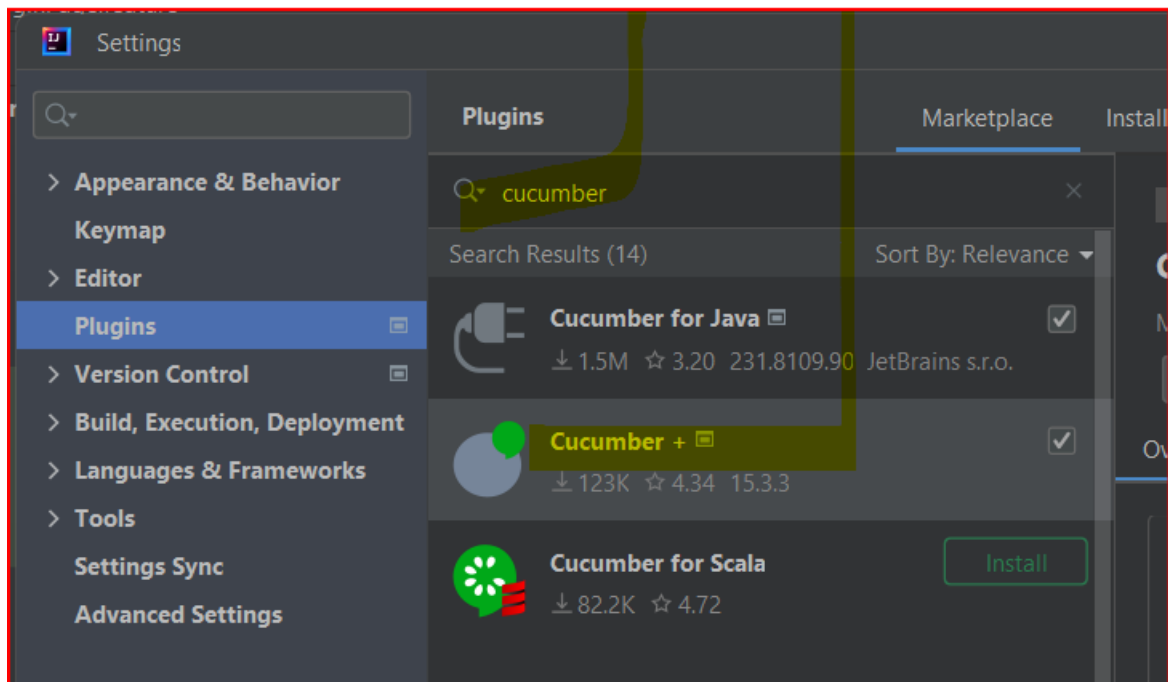 Settings
Plugins
Marketplace
Install
cucumber
Search Results (14)
Sort By: Relevance
Appearance & Behavior
Keymap
Editor
Plugins
Version Control
Build, Execution, Deployment
Languages & Frameworks
Tools
Settings Sync
Advanced Settings
Cucumber for Java
1.5M 3.20 231.8109.90 JetBrains s.r.o.
Cucumber +
123K 4.34 15.3.3
Cucumber for Scala
Install
82.2K 4.72